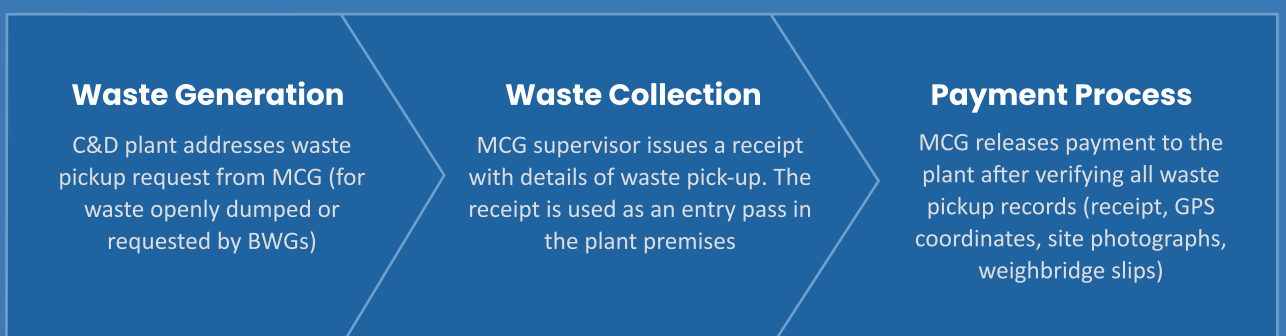 Waste Generation
C&D plant addresses waste
pickup request from MCG (for
waste openly dumped or
requested by BWGs)
Waste Collection
MCG supervisor issues a receipt
with details of waste pick-up. The
receipt is used as an entry pass in
the plant premises
Payment Process
MCG releases payment to the
plant after verifying all waste
pickup records (receipt, GPS
coordinates, site photographs,
weighbridge slips)